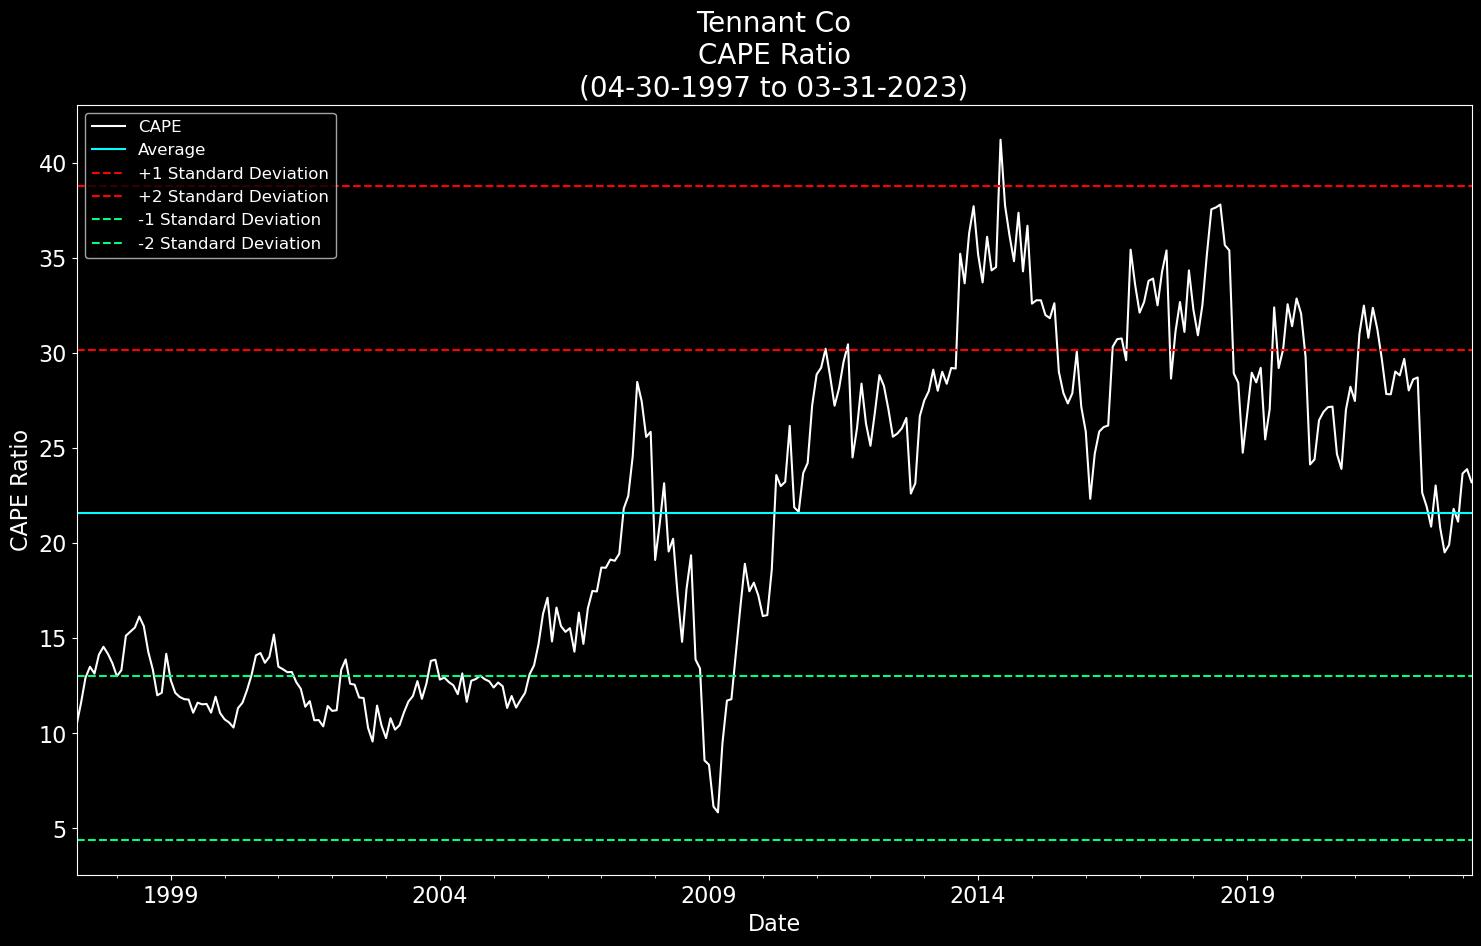 Tennant Co
CAPE Ratio
(04-30-1997 to 03-31-2023)
CAPE
Average
+1 Standard Deviation
+2 Standard Deviation
-1 Standard Deviation
-2 Standard Deviation
40
35
30
25
20
15
10
5
CAPE Ratio
1999 2004 2009 2014 2019
Date